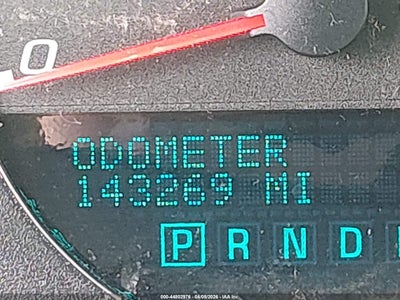 0
ODOMETER
143269 MI
P R N D
000-44802976 - 08/08/2026 - IAA Inc.